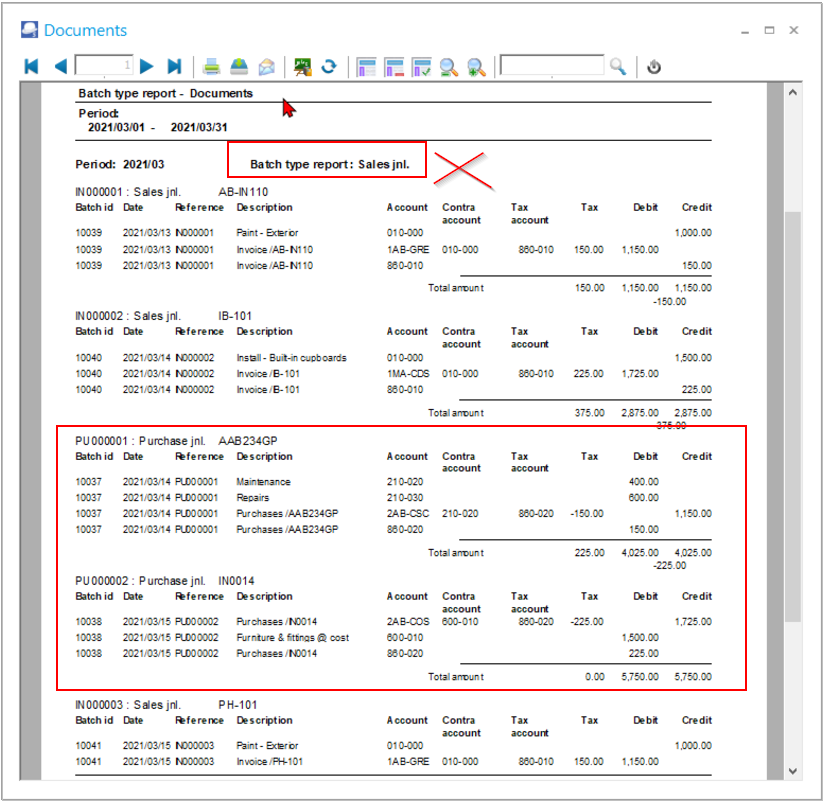 Documents
1
Batch type report - Documents
Period:
2021/03/01 - 2021/03/31
Period: 2021/03 Batch type report: Sales jnl.
IN000001 : Sales jnl. AB-IN110
Batch id Date Reference Description Account Contra account Tax account Tax Debit Credit
10039 2021/03/13 IN000001 Paint - Exterior 010-000 1,000.00
10039 2021/03/13 IN000001 Invoice /AB-IN110 1AB-GRE 010-000 860-010 150.00 1,150.00
10039 2021/03/13 IN000001 Invoice /AB-IN110 860-010 150.00
Total amount 150.00 1,150.00 1,150.00
-150.00
IN000002 : Sales jnl. IB-101
Batch id Date Reference Description Account Contra account Tax account Tax Debit Credit
10040 2021/03/14 IN000002 Install - Built-in cupboards 010-000 1,500.00
10040 2021/03/14 IN000002 Invoice /IB-101 1MA-CDS 010-000 860-010 225.00 1,725.00
10040 2021/03/14 IN000002 Invoice /IB-101 860-010 225.00
Total amount 375.00 2,875.00 2,875.00
375.00
PU000001 : Purchase jnl. AAB234GP
Batch id Date Reference Description Account Contra account Tax account Tax Debit Credit
10037 2021/03/14 PU000001 Maintenance 210-020 400.00
10037 2021/03/14 PU000001 Repairs 210-030 600.00
10037 2021/03/14 PU000001 Purchases /AAB234GP 2AB-CSC 210-020 860-020 -150.00 1,150.00
10037 2021/03/14 PU000001 Purchases /AAB234GP 860-020 150.00
Total amount 225.00 4,025.00 4,025.00
-225.00
PU000002 : Purchase jnl. IN0014
Batch id Date Reference Description Account Contra account Tax account Tax Debit Credit
10038 2021/03/15 PU000002 Purchases /IN0014 2AB-COS 600-010 860-020 -225.00 1,725.00
10038 2021/03/15 PU000002 Furniture & fittings @ cost 600-010 1,500.00
10038 2021/03/15 PU000002 Purchases /IN0014 860-020 225.00
Total amount 0.00 5,750.00 5,750.00
IN000003 : Sales jnl. PH-101
Batch id Date Reference Description Account Contra account Tax account Tax Debit Credit
10041 2021/03/15 IN000003 Paint - Exterior 010-000 1,000.00
10041 2021/03/15 IN000003 Invoice /PH-101 1AB-GRE 010-000 860-010 150.00 1,150.00